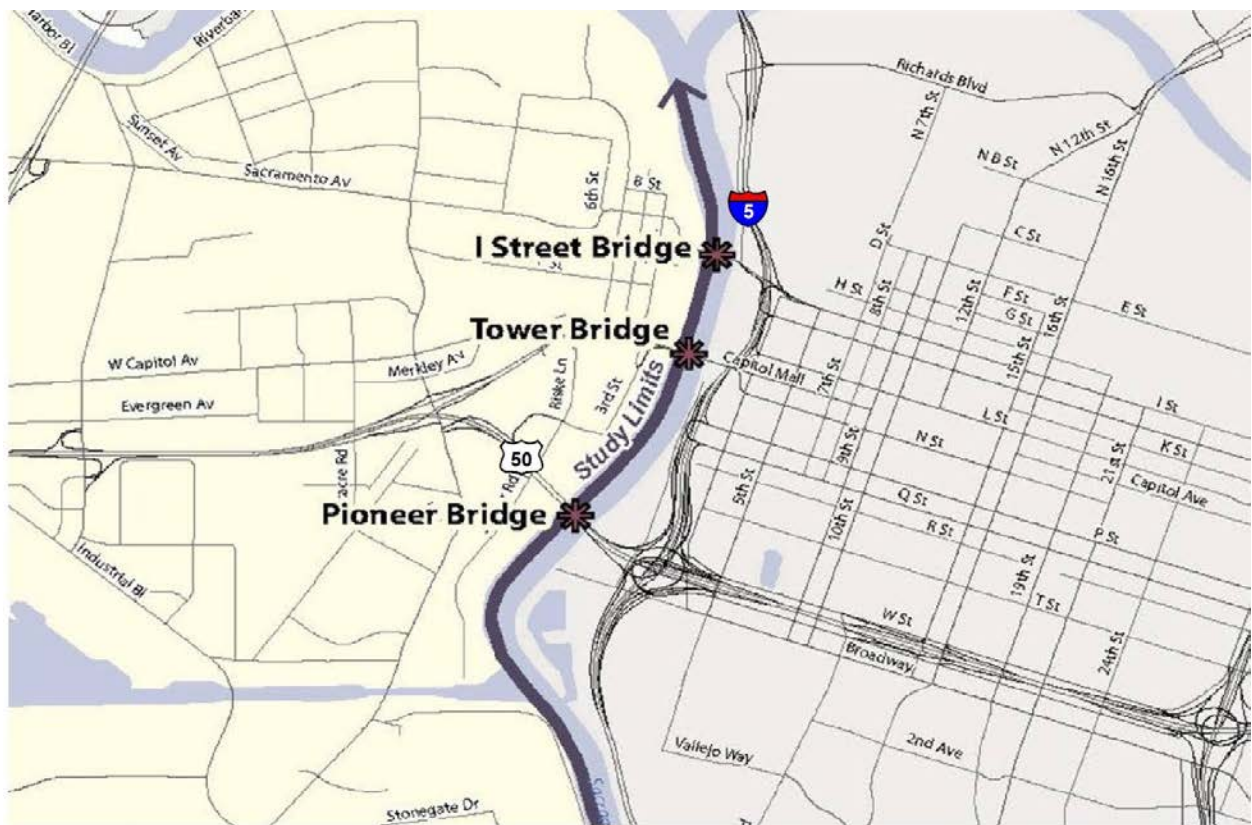 Harbor Bl
Richards Blvd
N 7th St
N 12th St
N 16th St
N B St
Sunset Av
Sacramento Av
6th St
B St
5
I Street Bridge
D St
C St
E St
F St
G St
H St
8th St
12th St
15th St
16th St
Tower Bridge
Capitol Mall
7th St
W Capitol Av
Merkley Av
Evergreen Av
Riske Ln
3rd St
I St
L St
K St
N St
Capitol Ave
21st St
9th St
50
Study Limits
5th St
Q St
P St
R St
10th St
Pioneer Bridge
19th St
T St
Industrial Bl
W St
Broadway
24th St
Vallejo Way
2nd Ave
Stonegate Dr